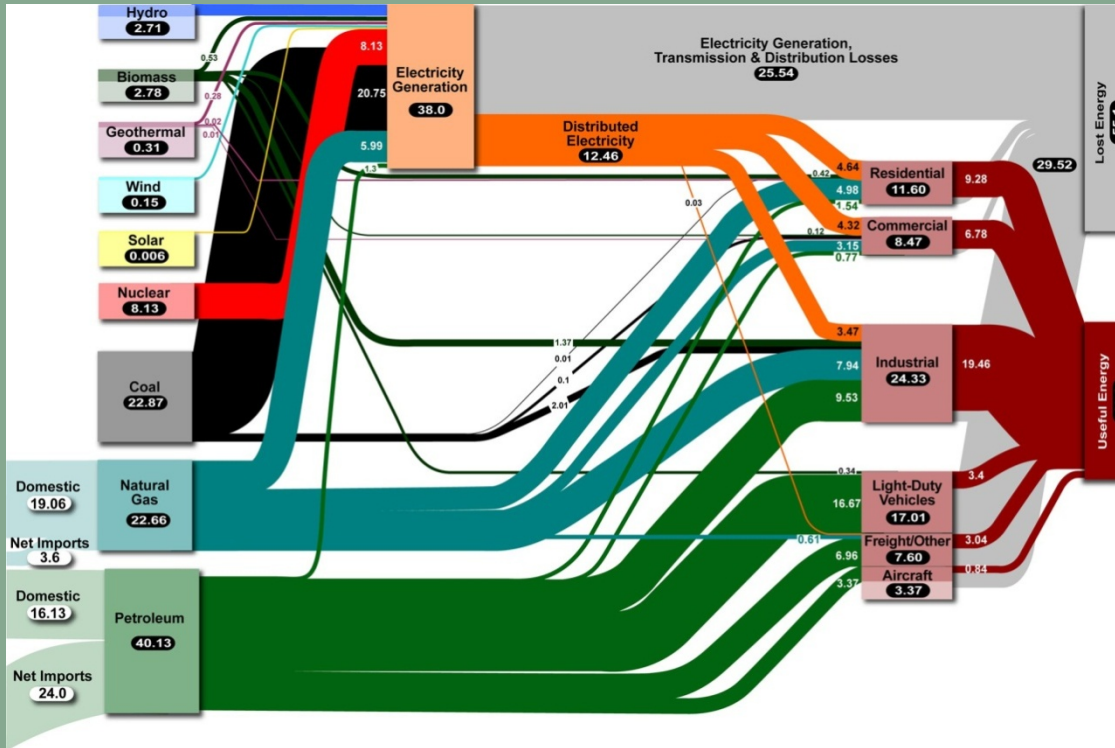 Hydro
2.71
Biomass
2.78
Geothermal
0.31
Wind
0.15
Solar
0.006
Nuclear
8.13
Coal
22.87
Domestic
19.06
Net Imports
3.6
Natural
Gas
22.66
Domestic
16.13
Net Imports
24.0
Petroleum
40.13
0.53
0.28
0.02
0.01
8.13
20.75
5.99
1.3
Electricity
Generation
38.0
Electricity Generation,
Transmission & Distribution Losses
25.54
Distributed
Electricity
12.46
0.03
0.42
4.64
4.98
1.54
Residential
11.60
9.28
0.12
4.32
3.15
0.77
Commercial
8.47
6.78
1.37
0.01
0.1
2.01
3.47
7.94
9.53
Industrial
24.33
19.46
0.34
16.67
Light-Duty
Vehicles
17.01
3.4
0.61
6.96
Freight/Other
7.60
3.04
3.37
Aircraft
3.37
0.84
29.52
Lost Energy
Useful Energy